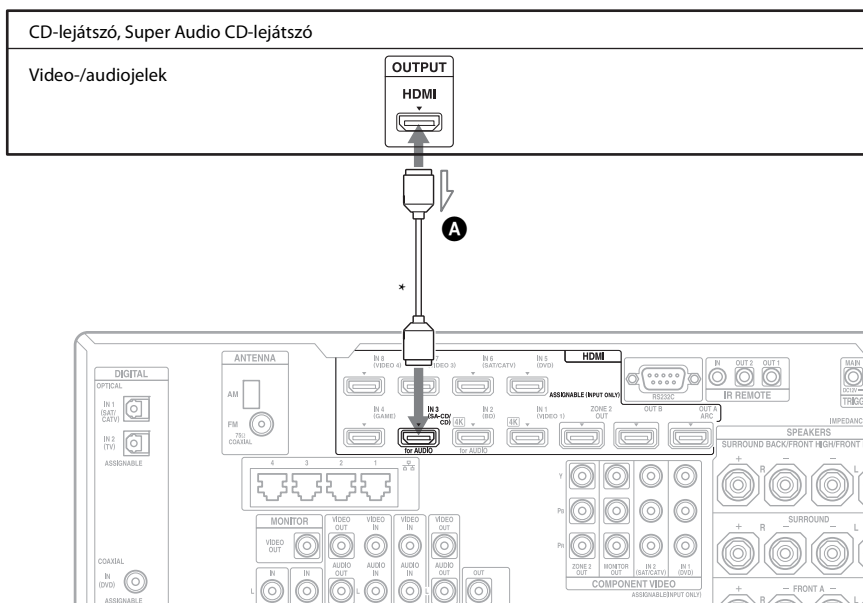 CD-lejátszó, Super Audio CD-lejátszó
Video-/audiojelek
OUTPUT
HDMI
A
*
DIGITAL
OPTICAL
IN 1
(SAT/
CATV)
IN 2
(TV)
ASSIGNABLE
COAXIAL
IN
(DVD)
ASSIGNABLE
ANTENNA
AM
FM
75Ω
COAXIAL
IN 8
(VIDEO 4)
7
IDEO 3)
IN 6
(SAT/CATV)
IN 5
(DVD)
HDMI
ASSIGNABLE (INPUT ONLY)
IN 4
(GAME)
IN 3
(SA-CD/
CD)
for AUDIO
4K
IN 2
(BD)
for AUDIO
4K
IN 1
(VIDEO 1)
ZONE 2
OUT
OUT B
OUT A
ARC
RS232C
IN
OUT 2
OUT 1
IR REMOTE
MAIN
DC12V
TRIGG
IMPEDANC
4 3 2 1
MONITOR
VIDEO
OUT
VIDEO
OUT
VIDEO
IN
VIDEO
IN
VIDEO
OUT
AUDIO
OUT
AUDIO
IN
AUDIO
IN
AUDIO
OUT
IN
IN
OUT
L
L
L
Y
PB
PR
ZONE 2
OUT
MONITOR
OUT
IN 2
(SAT/CATV)
IN 1
(DVD)
COMPONENT VIDEO
ASSIGNABLE(INPUT ONLY)
SPEAKERS
SURROUND BACK/FRONT HIGH/FRONT
+ − −
R L
SURROUND
+ R − − L
+ − FRONT A −
R L